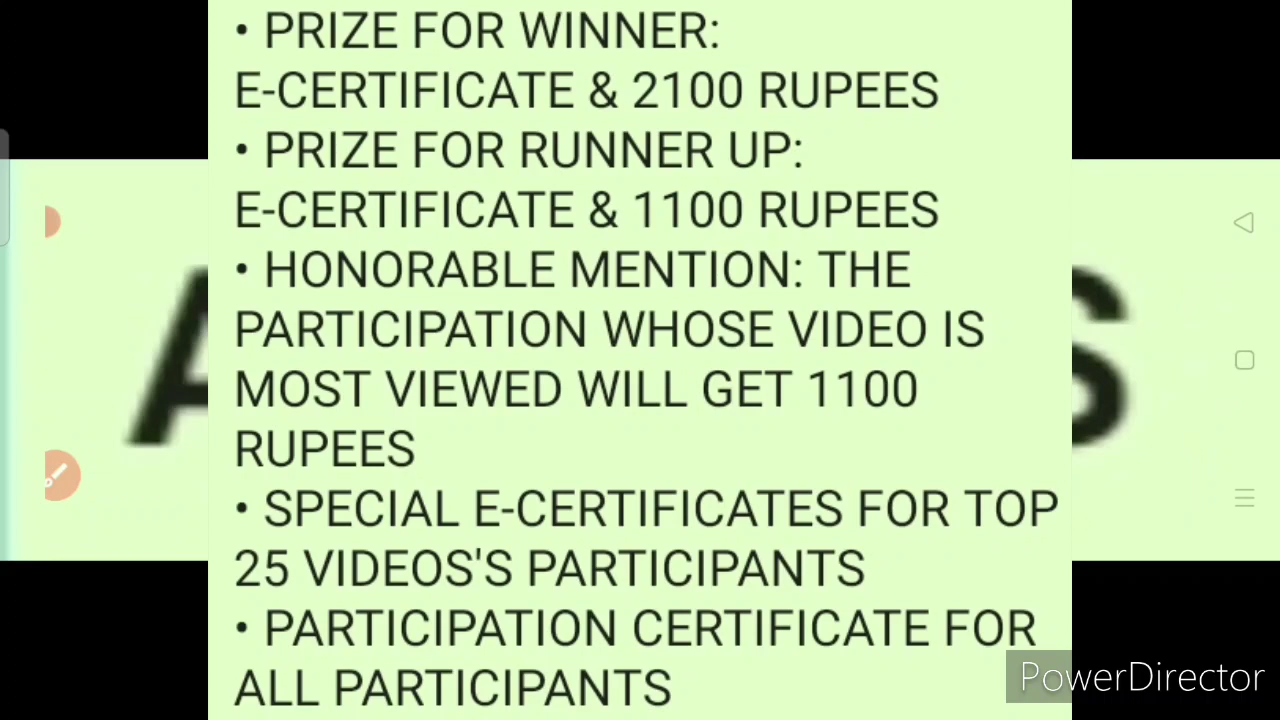 • PRIZE FOR WINNER:
E-CERTIFICATE & 2100 RUPEES
• PRIZE FOR RUNNER UP:
E-CERTIFICATE & 1100 RUPEES
• HONORABLE MENTION: THE
PARTICIPATION WHOSE VIDEO IS
MOST VIEWED WILL GET 1100
RUPEES
• SPECIAL E-CERTIFICATES FOR TOP
25 VIDEOS'S PARTICIPANTS
• PARTICIPATION CERTIFICATE FOR
ALL PARTICIPANTS
PowerDirector